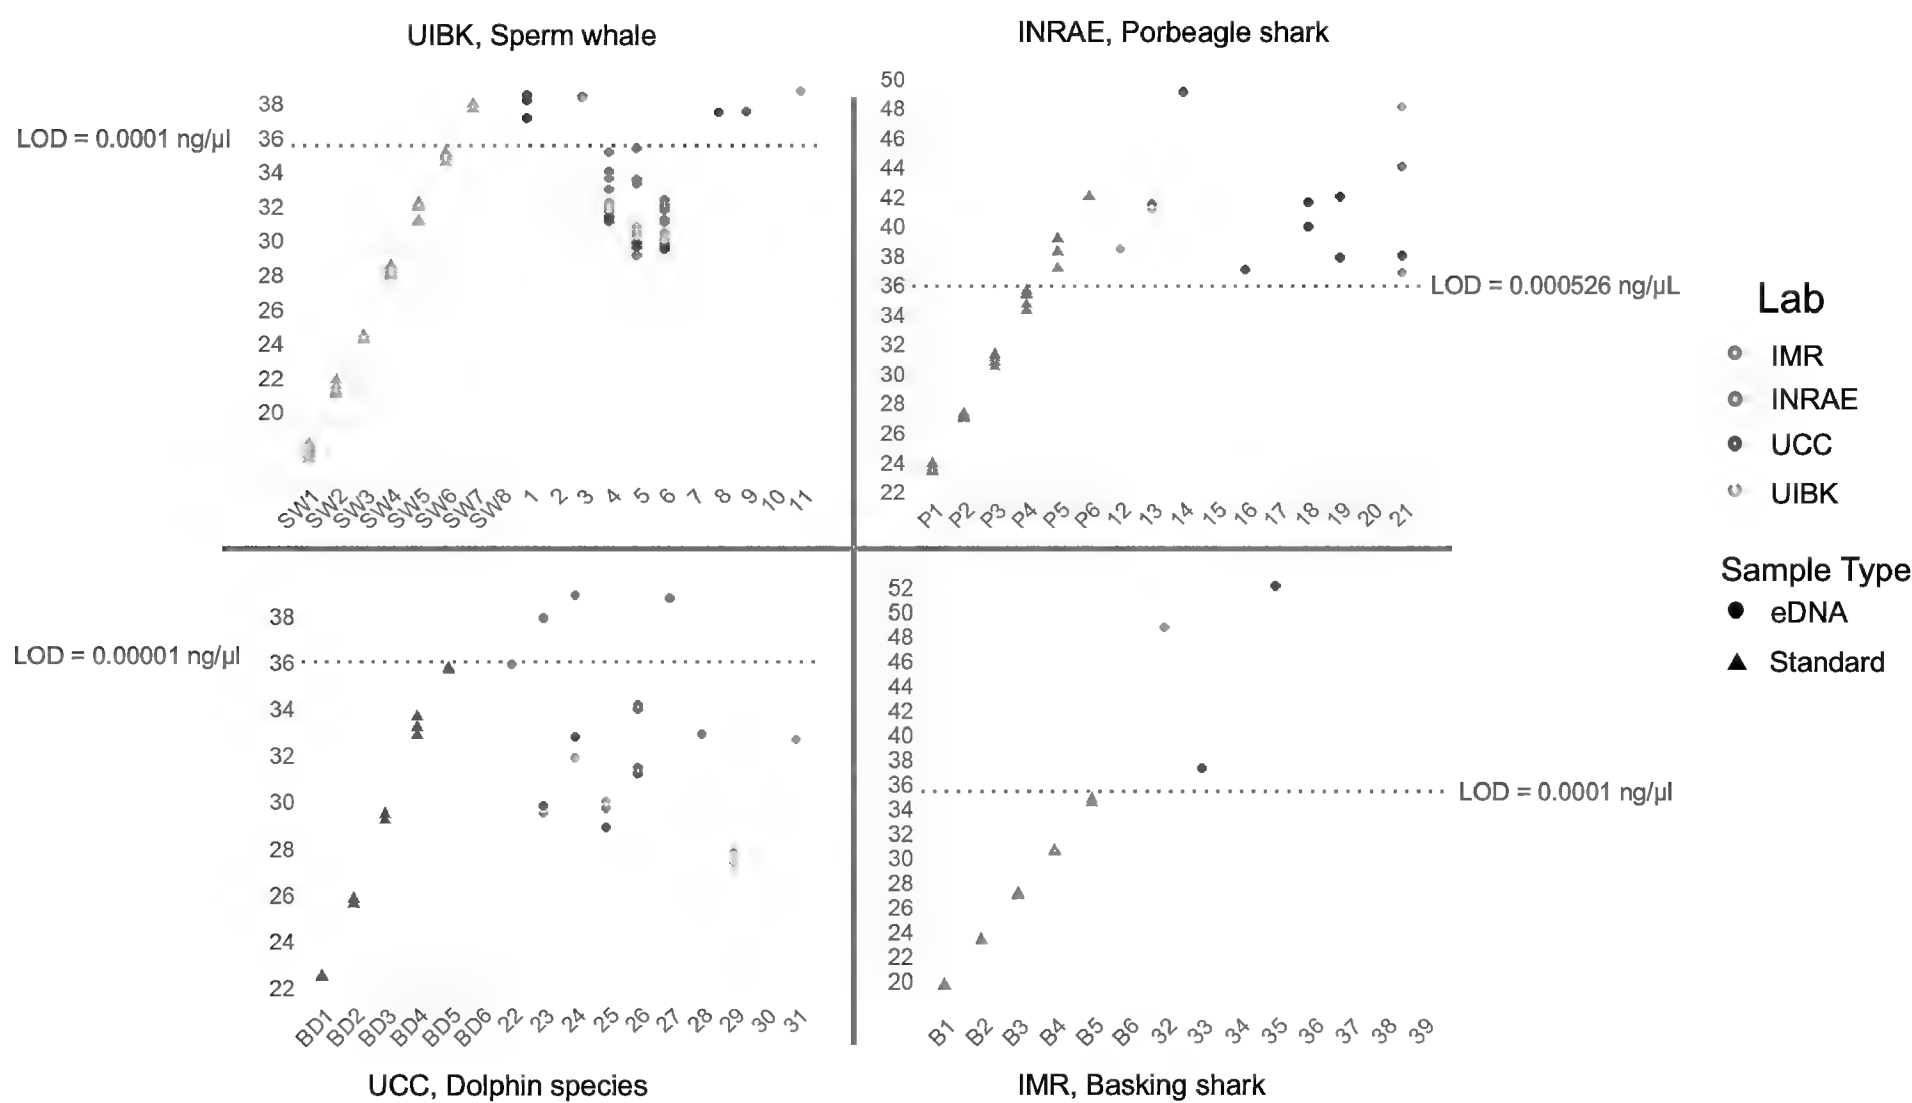 UIBK, Sperm whale
38
36
34
32
30
28
26
24
22
20
LOD = 0.0001 ng/µl
SW1 SW2 SW3 SW4 SW5 SW6 SW7 SW8 1 2 3 4 5 6 7 8 9 10 11
INRAE, Porbeagle shark
50
48
46
44
42
40
38
36
34
32
30
28
26
24
22
LOD = 0.000526 ng/µL
P1 P2 P3 P4 P5 P6 12 13 14 15 16 17 18 19 20 21
38
36
34
32
30
28
26
24
22
LOD = 0.00001 ng/µl
BD1 BD2 BD3 BD4 BD5 BD6 22 23 24 25 26 27 28 29 30 31
UCC, Dolphin species
52
50
48
46
44
42
40
38
36
34
32
30
28
26
24
22
20
LOD = 0.0001 ng/µl
B1 B2 B3 B4 B5 B6 32 33 34 35 36 37 38 39
IMR, Basking shark
Lab
IMR
INRAE
UCC
UIBK
Sample Type
eDNA
Standard